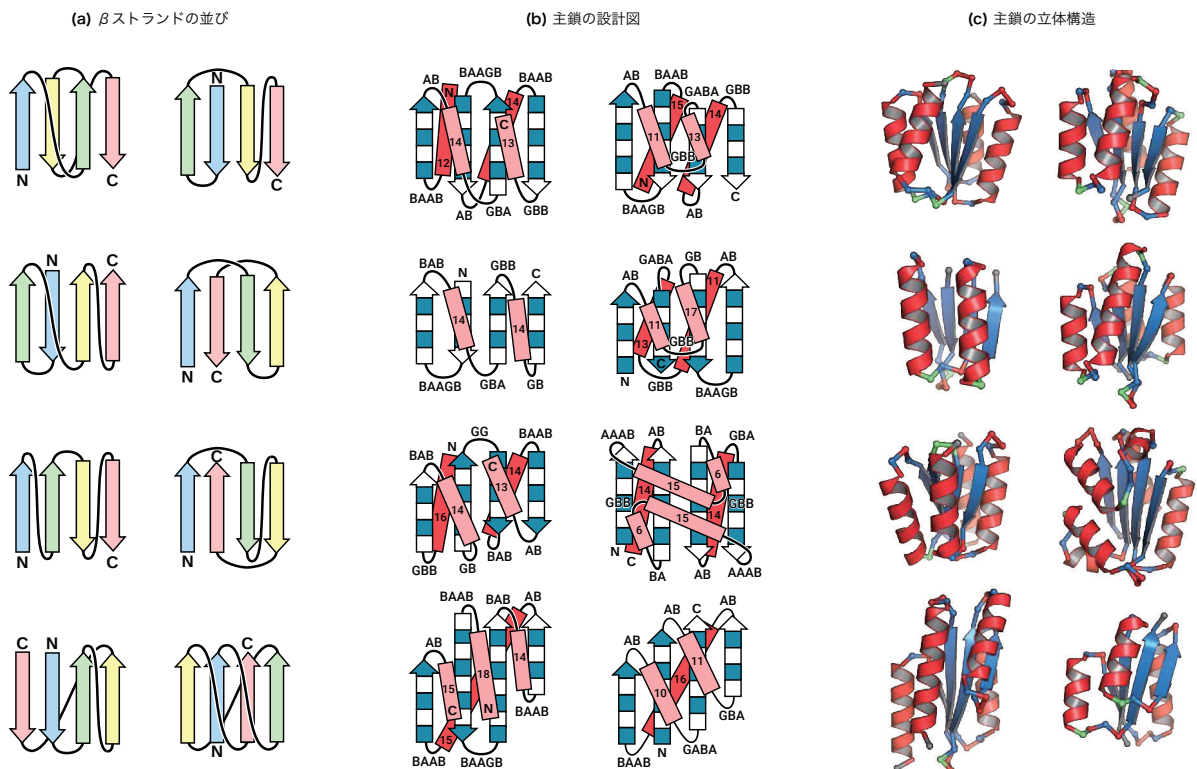 (a) βストランドの並び
(b) 主鎖の設計図
(c) 主鎖の立体構造
N
C
N
C
AB
N
BAAGB
BAAB
14
14
C
13
12
BAAB
AB
GBA
GBB
AB
BAAB
GABA
GBB
15
14
11
13
GBB
N
BAAGB
AB
C
N
C
N
C
BAB
N
GBB
C
14
14
BAAGB
GBA
GB
AB
GABA
GB
AB
11
11
17
13
GBB
C
N
GBB
BAAGB
N
C
C
N
BAB
N
GG
BAAB
C
14
13
14
16
GBB
GB
BAB
AB
AAAB
AB
BA
GBA
6
15
14
GBB
GBB
14
15
6
N
C
BA
AB
AAAB
C
N
C
N
BAAB
BAB
AB
AB
14
15
18
C
N
15
BAAB
BAAB
BAAGB
AB
C
GBB
AB
11
16
10
GBA
BAAB
N
GABA